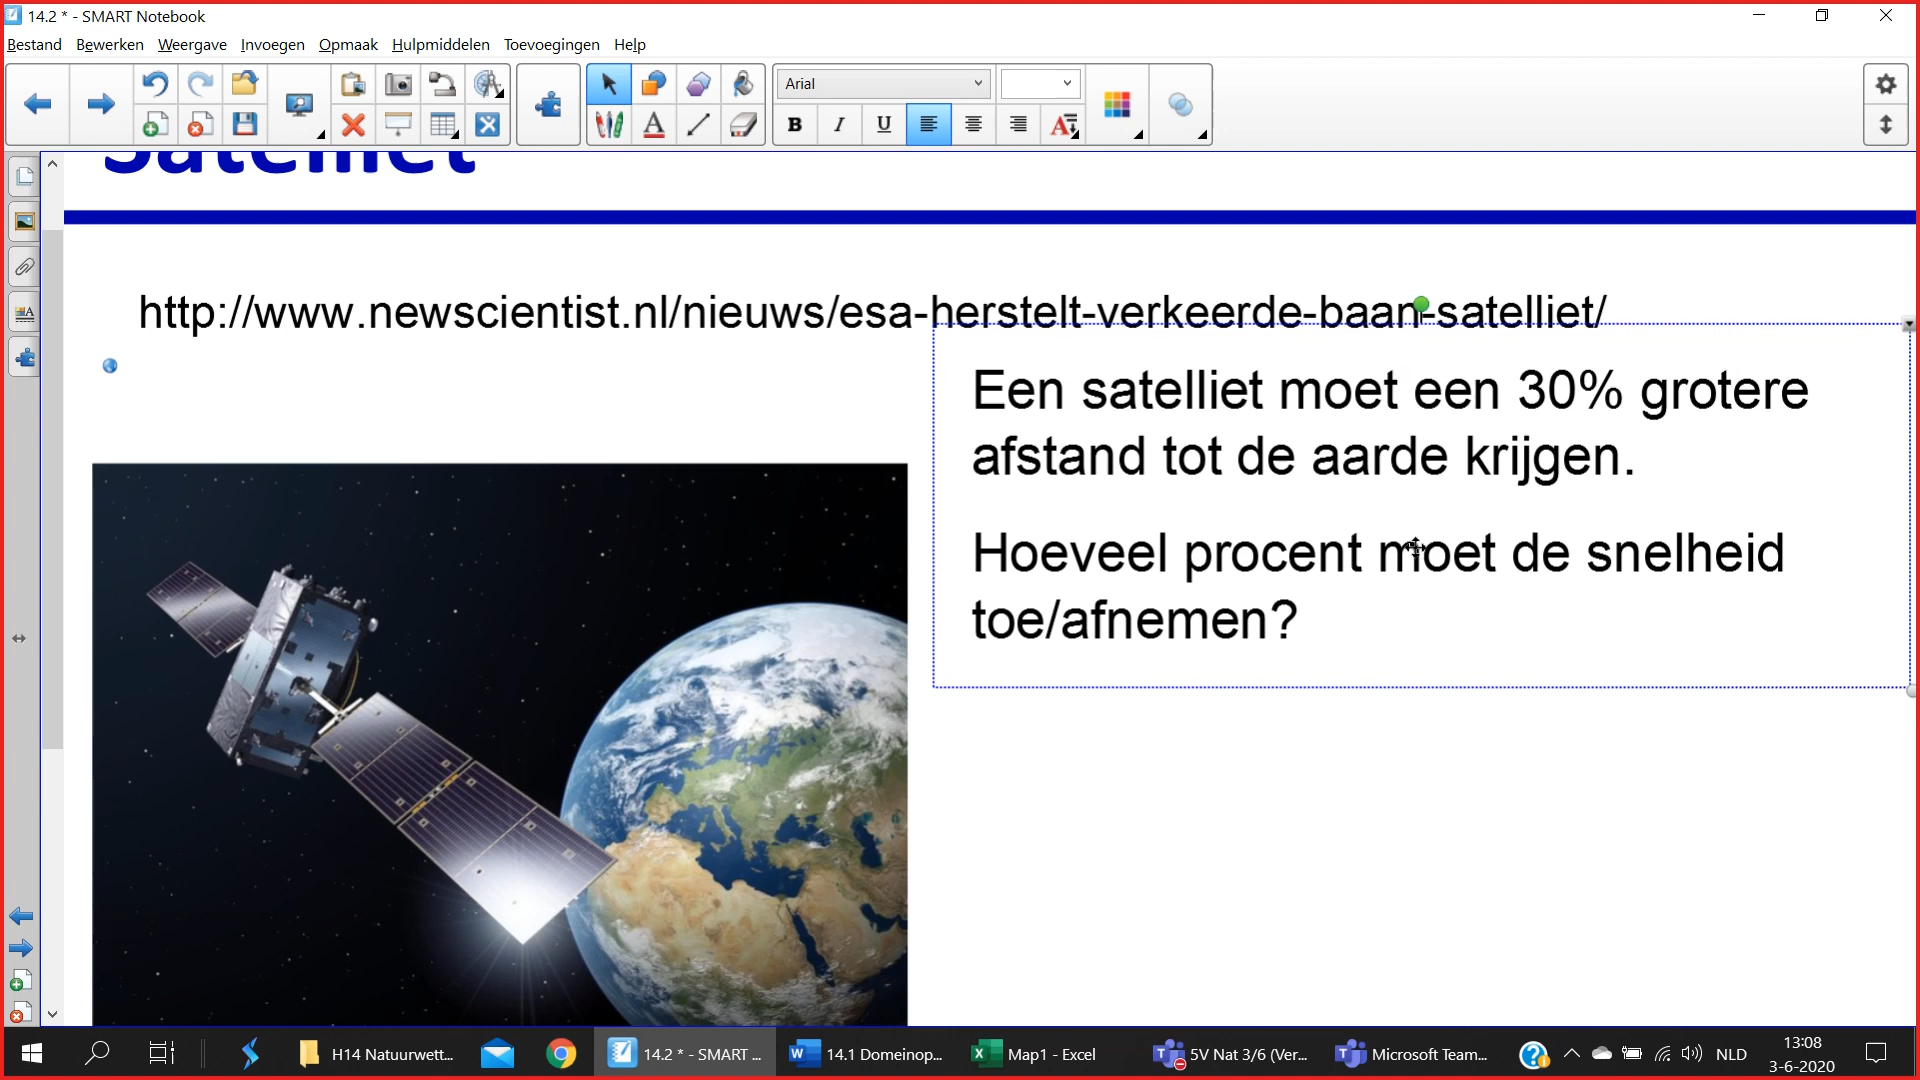 14.2 * - SMART Notebook
Bestand Bewerken Weergave Invoegen Opmaak Hulpmiddelen Toevoegingen Help
Arial
B I U A
Satelliet
http://www.newscientist.nl/nieuws/esa-herstelt-verkeerde-baan-satelliet/
Een satelliet moet een 30% grotere
afstand tot de aarde krijgen.
Hoeveel procent moet de snelheid
toe/afnemen?
H14 Natuurwett... 14.2 * - SMART ... 14.1 Domeinop... Map1 - Excel 5V Nat 3/6 (Ver... Microsoft Team... NLD
13:08
3-6-2020